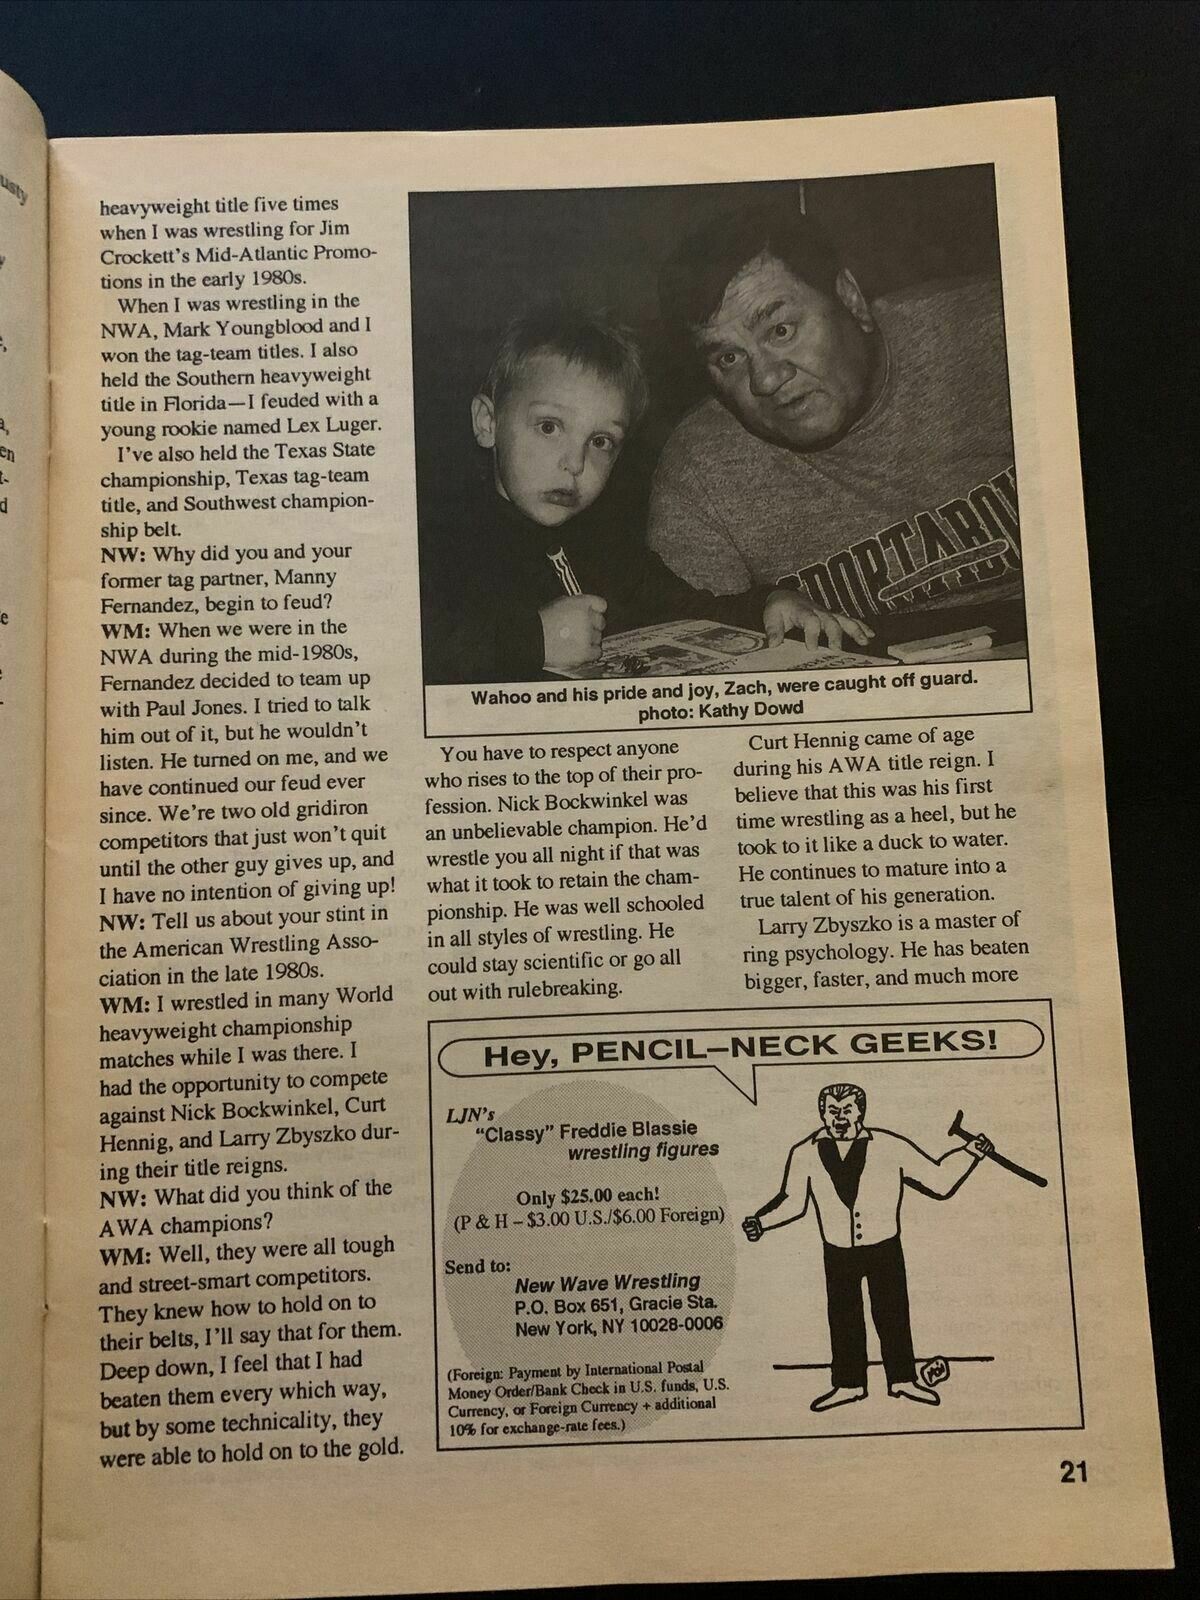 heavyweight title five times
when I was wrestling for Jim
Crockett's Mid-Atlantic Promo-
tions in the early 1980s.
When I was wrestling in the
NWA, Mark Youngblood and I
won the tag-team titles. I also
held the Southern heavyweight
title in Florida—I feuded with a
young rookie named Lex Luger.
I've also held the Texas State
championship, Texas tag-team
title, and Southwest champion-
ship belt.
NW: Why did you and your
former tag partner, Manny
Fernandez, begin to feud?
WM: When we were in the
NWA during the mid-1980s,
Fernandez decided to team up
with Paul Jones. I tried to talk
him out of it, but he wouldn't
listen. He turned on me, and we
have continued our feud ever
since. We're two old gridiron
competitors that just won't quit
until the other guy gives up, and
I have no intention of giving up!
NW: Tell us about your stint in
the American Wrestling Asso-
ciation in the late 1980s.
WM: I wrestled in many World
heavyweight championship
matches while I was there. I
had the opportunity to compete
against Nick Bockwinkel, Curt
Hennig, and Larry Zbyszko dur-
ing their title reigns.
NW: What did you think of the
AWA champions?
WM: Well, they were all tough
and street-smart competitors.
They knew how to hold on to
their belts, I'll say that for them.
Deep down, I feel that I had
beaten them every which way,
but by some technicality, they
were able to hold on to the gold.
Wahoo and his pride and joy, Zach, were caught off guard.
photo: Kathy Dowd
You have to respect anyone
who rises to the top of their pro-
fession. Nick Bockwinkel was
an unbelievable champion. He'd
wrestle you all night if that was
what it took to retain the cham-
pionship. He was well schooled
in all styles of wrestling. He
could stay scientific or go all
out with rulebreaking.
Curt Hennig came of age
during his AWA title reign. I
believe that this was his first
time wrestling as a heel, but he
took to it like a duck to water.
He continues to mature into a
true talent of his generation.
Larry Zbyszko is a master of
ring psychology. He has beaten
bigger, faster, and much more
Hey, PENCIL–NECK GEEKS!
LJN's
"Classy" Freddie Blassie
wrestling figures
Only $25.00 each!
(P & H – $3.00 U.S./$6.00 Foreign)
Send to:
New Wave Wrestling
P.O. Box 651, Gracie Sta.
New York, NY 10028-0006
(Foreign: Payment by International Postal
Money Order/Bank Check in U.S. funds, U.S.
Currency, or Foreign Currency + additional
10% for exchange-rate fees.)
21